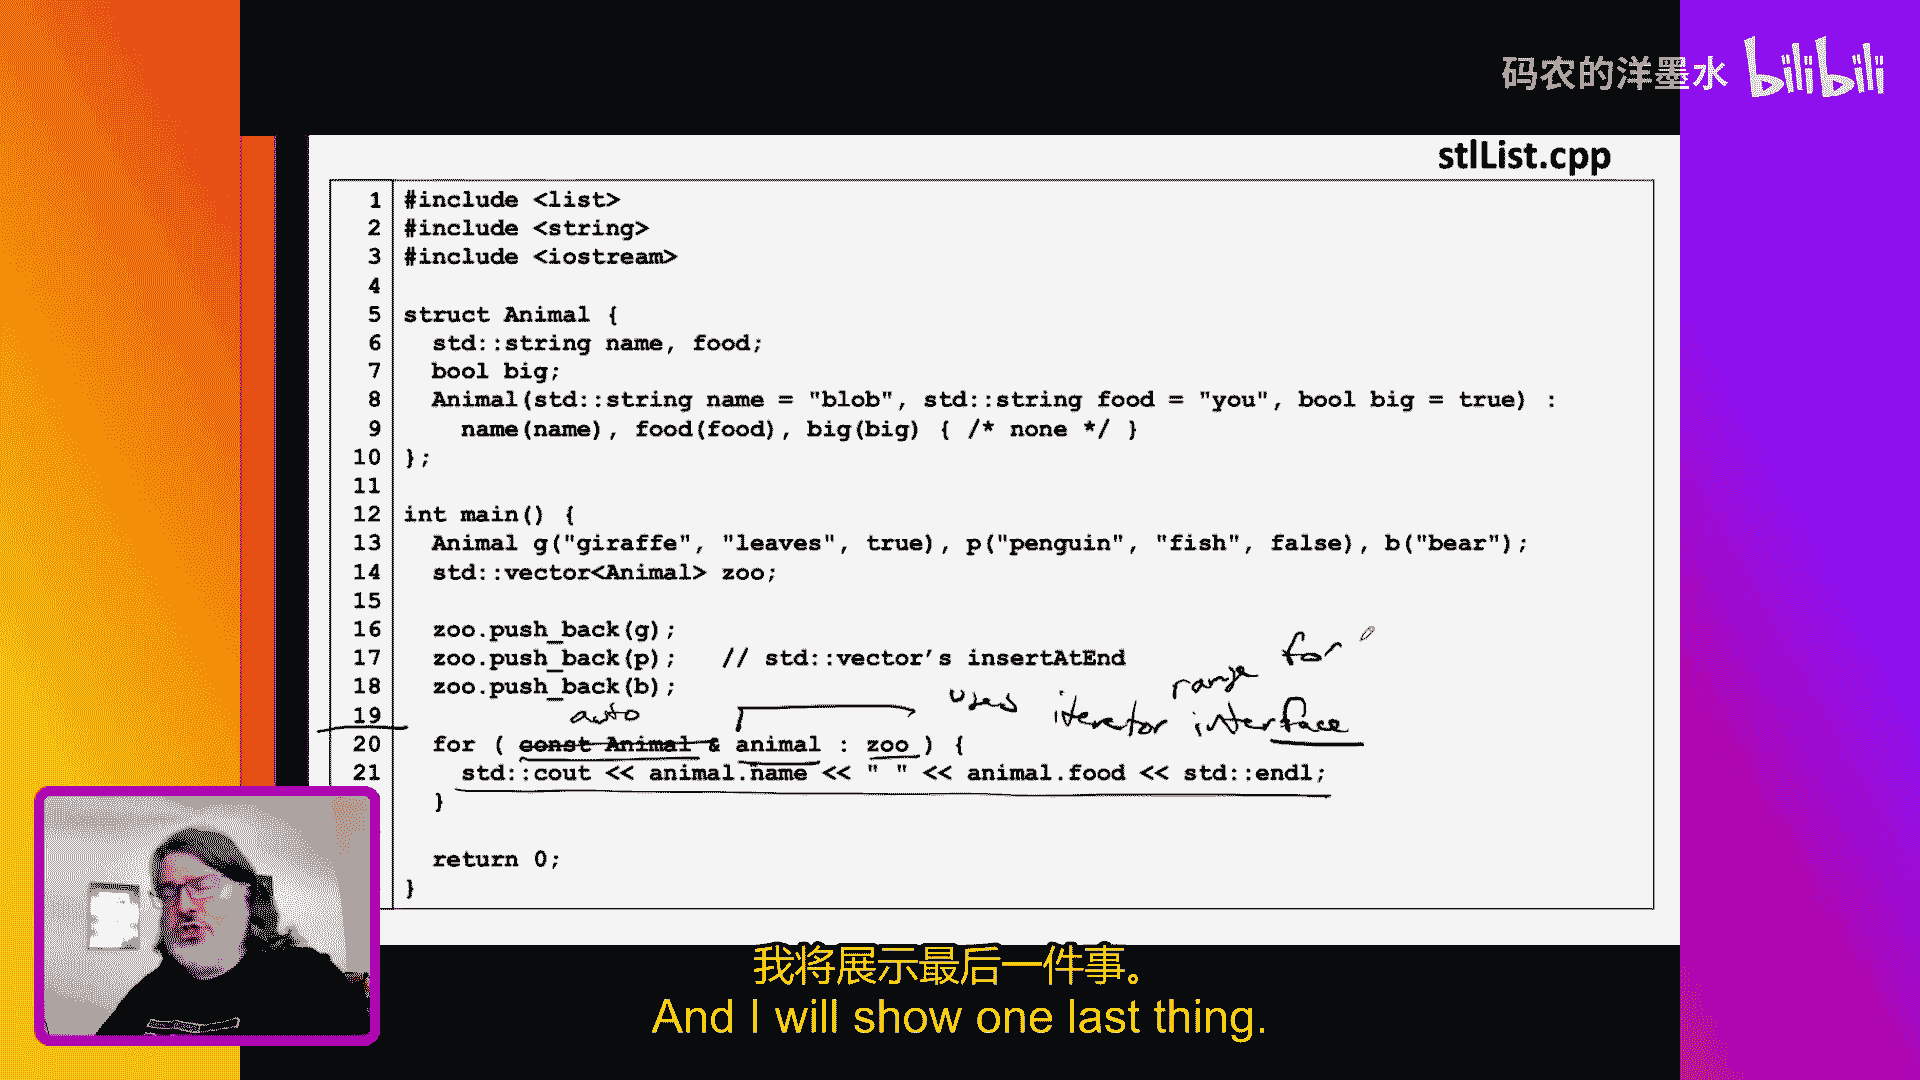 码农的洋墨水 bilibili
stlList.cpp
1 #include <list>
2 #include <string>
3 #include <iostream>
4
5 struct Animal {
6 std::string name, food;
7 bool big;
8 Animal(std::string name = "blob", std::string food = "you", bool big = true) :
9 name(name), food(food), big(big) { /* none */ }
10 };
11
12 int main() {
13 Animal g("giraffe", "leaves", true), p("penguin", "fish", false), b("bear");
14 std::vector<Animal> zoo;
15
16 zoo.push_back(g);
17 zoo.push_back(p); // std::vector's insertAtEnd
18 zoo.push_back(b);
range for
auto uses iterator interface
19
20 for ( const Animal & animal : zoo ) {
21 std::cout << animal.name << " " << animal.food << std::endl;
}
return 0;
}
我将展示最后一件事。
And I will show one last thing.